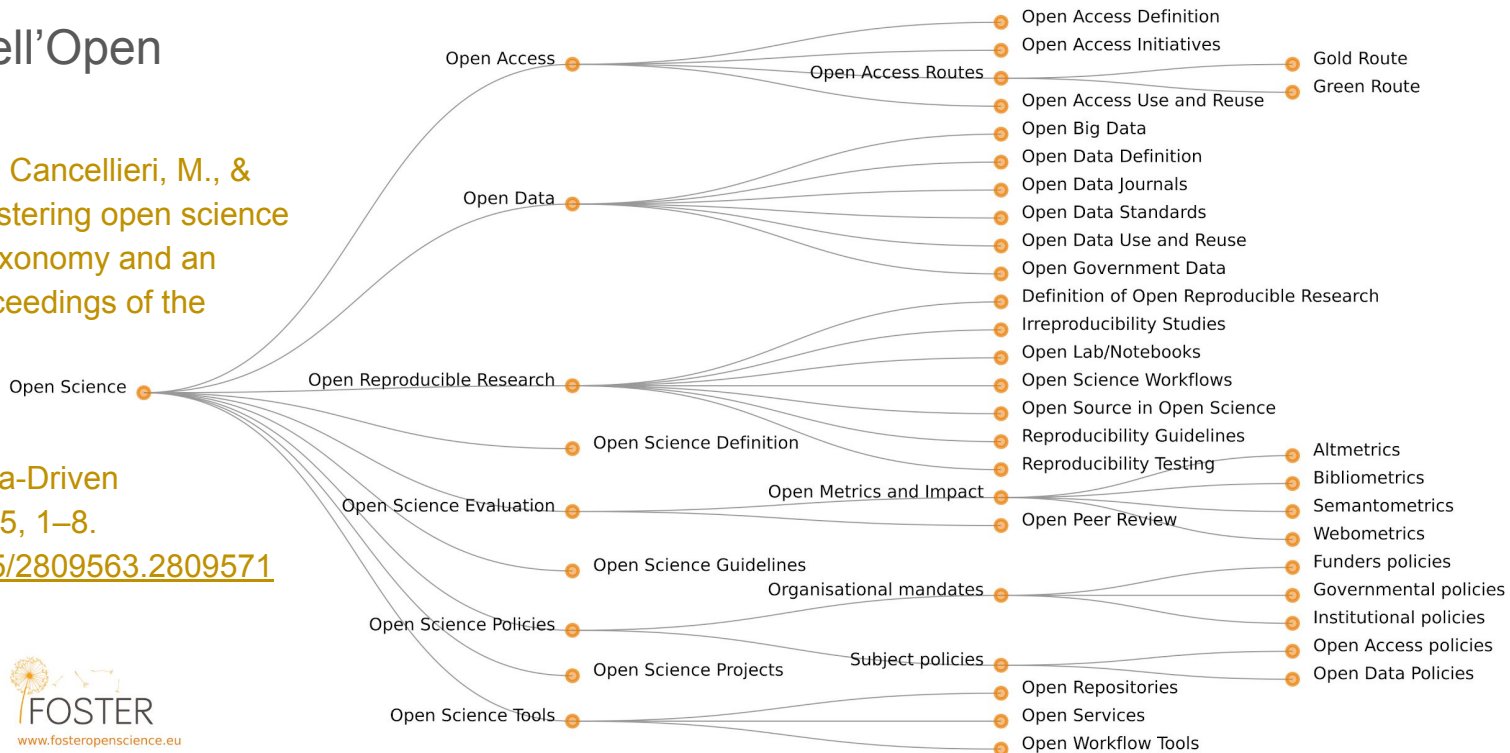 ell’Open
Cancellieri, M., &
stering open science
xonomy and an
ceedings of the
a-Driven
5, 1–8.
5/2809563.2809571
FOSTER
www.fosteropenscience.eu
Open Science
Open Access
Open Access Definition
Open Access Initiatives
Open Access Routes
Gold Route
Green Route
Open Access Use and Reuse
Open Data
Open Big Data
Open Data Definition
Open Data Journals
Open Data Standards
Open Data Use and Reuse
Open Government Data
Open Reproducible Research
Definition of Open Reproducible Research
Irreproducibility Studies
Open Lab/Notebooks
Open Science Workflows
Open Source in Open Science
Reproducibility Guidelines
Reproducibility Testing
Open Science Definition
Open Science Evaluation
Open Metrics and Impact
Altmetrics
Bibliometrics
Semantometrics
Webometrics
Open Peer Review
Open Science Guidelines
Open Science Policies
Organisational mandates
Funders policies
Governmental policies
Institutional policies
Subject policies
Open Access policies
Open Data Policies
Open Science Projects
Open Science Tools
Open Repositories
Open Services
Open Workflow Tools